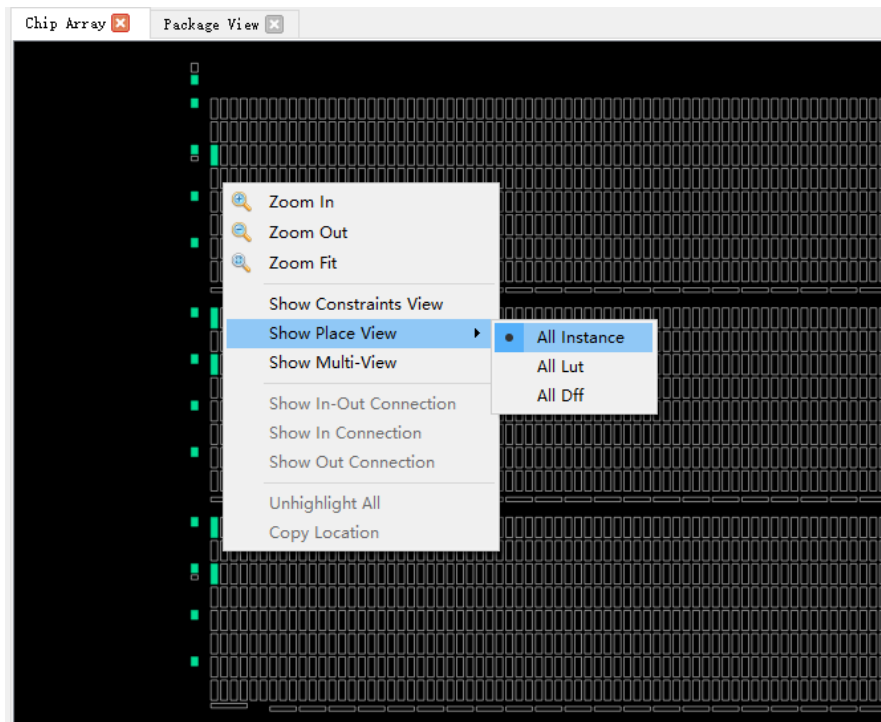 Chip Array
Package View
Zoom In
Zoom Out
Zoom Fit
Show Constraints View
Show Place View
All Instance
Show Multi-View
All Lut
All Dff
Show In-Out Connection
Show In Connection
Show Out Connection
Unhighlight All
Copy Location